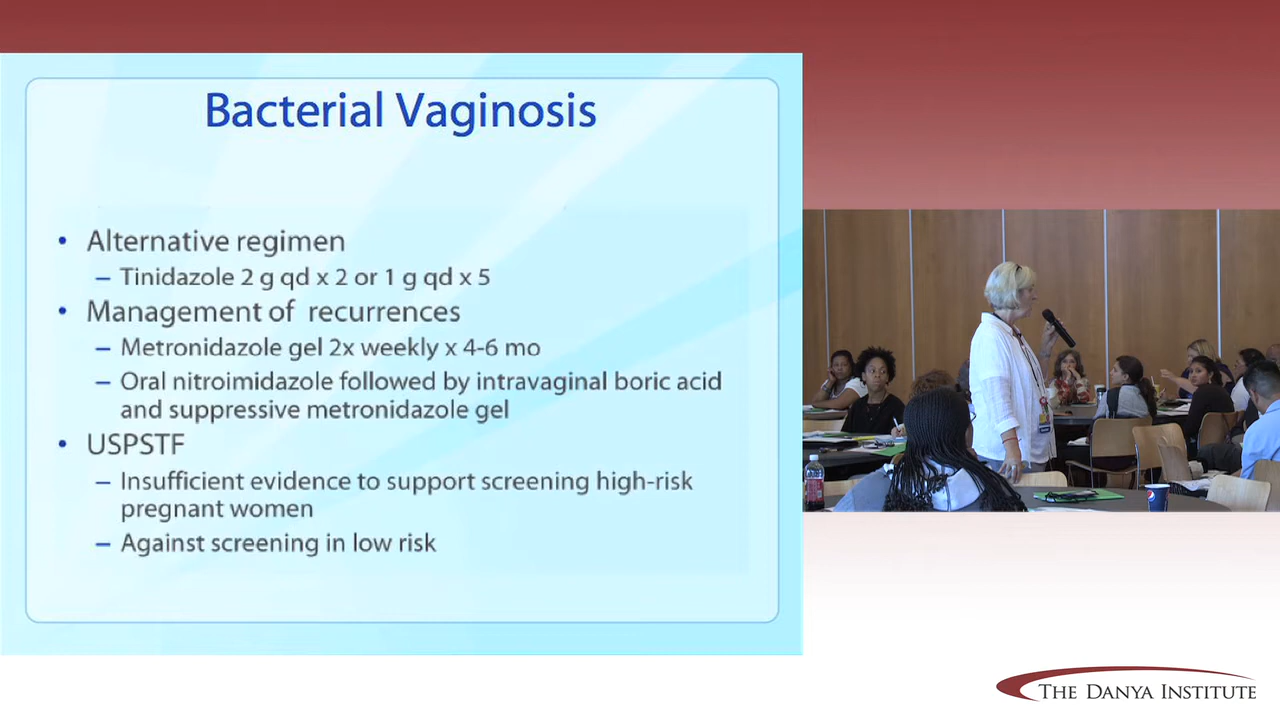 Bacterial Vaginosis
• Alternative regimen
– Tinidazole 2 g qd x 2 or 1 g qd x 5
• Management of recurrences
– Metronidazole gel 2x weekly x 4-6 mo
– Oral nitroimidazole followed by intravaginal boric acid
and suppressive metronidazole gel
• USPSTF
– Insufficient evidence to support screening high-risk
pregnant women
– Against screening in low risk
THE DANYA INSTITUTE